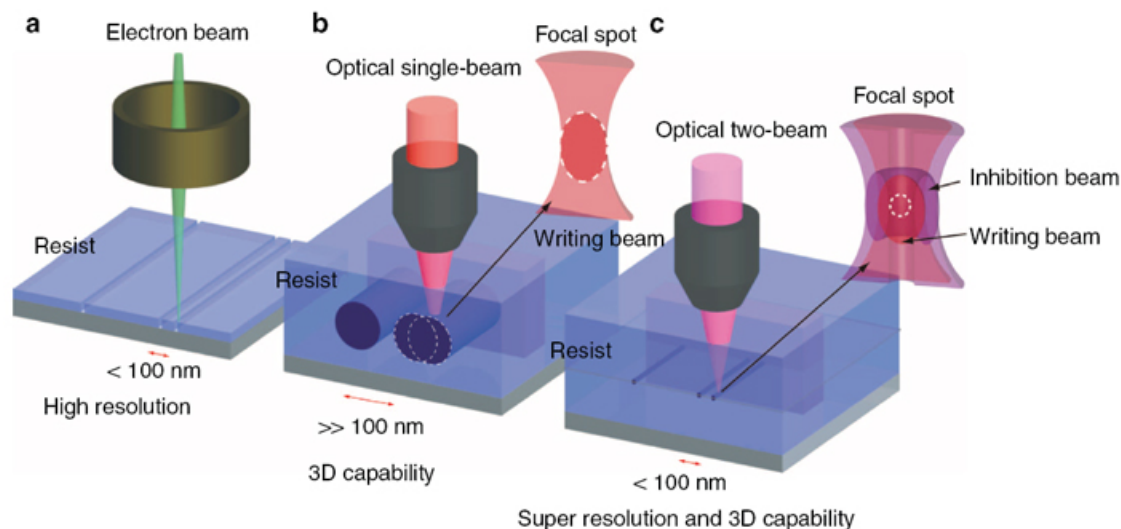 a
Electron beam
Resist
< 100 nm
High resolution
b
Optical single-beam
Focal spot
Writing beam
Resist
>> 100 nm
3D capability
c
Optical two-beam
Focal spot
Inhibition beam
Writing beam
Resist
< 100 nm
Super resolution and 3D capability